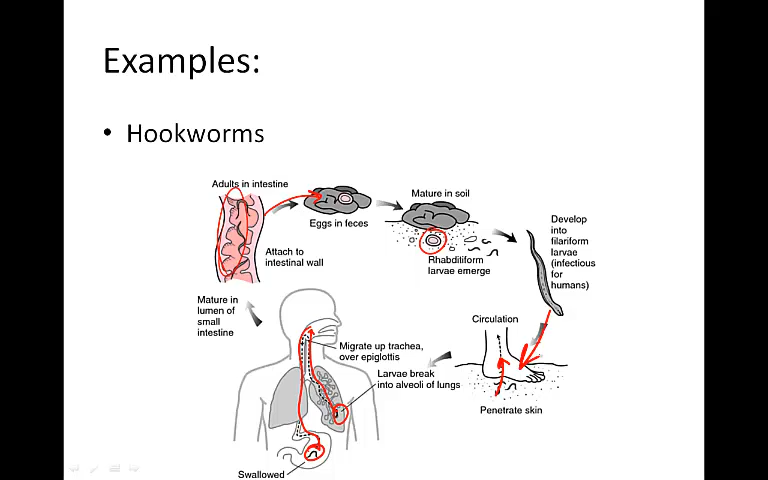 Examples:
• Hookworms
Adults in intestine
Eggs in feces
Mature in soil
Attach to
intestinal wall
Rhabditiform
larvae emerge
Develop
into
filariform
larvae
(infectious
for
humans)
Circulation
Penetrate skin
Larvae break
into alveoli of lungs
Migrate up trachea,
over epiglottis
Swallowed
Mature in
lumen of
small
intestine